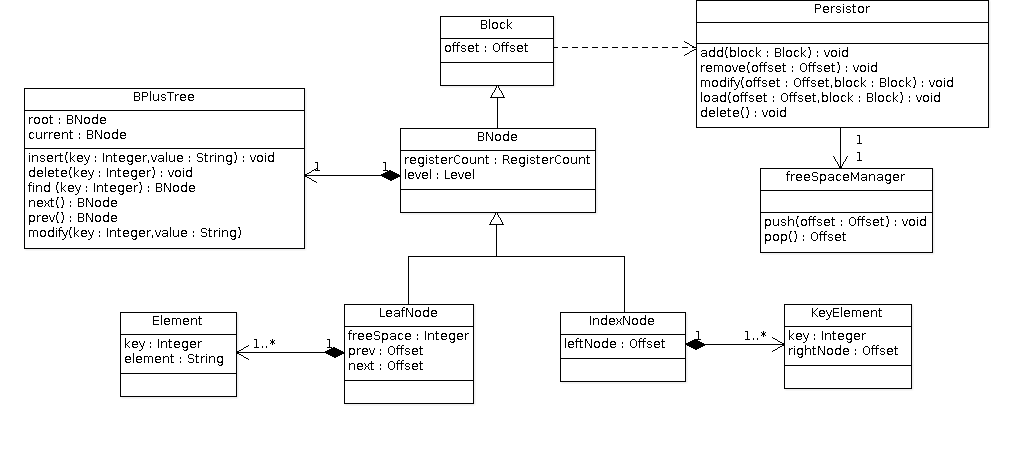 Block
offset : Offset
Persistor
add(block : Block) : void
remove(offset : Offset) : void
modify(offset : Offset,block : Block) : void
load(offset : Offset,block : Block) : void
delete() : void
BPlusTree
root : BNode
current : BNode
insert(key : Integer,value : String) : void
delete(key : Integer) : void
find (key : Integer) : BNode
next() : BNode
prev() : BNode
modify(key : Integer,value : String)
1
1
BNode
registerCount : RegisterCount
level : Level
1
1
freeSpaceManager
push(offset : Offset) : void
pop() : Offset
Element
key : Integer
element : String
1..*
1
LeafNode
freeSpace : Integer
prev : Offset
next : Offset
IndexNode
leftNode : Offset
1
1..*
KeyElement
key : Integer
rightNode : Offset